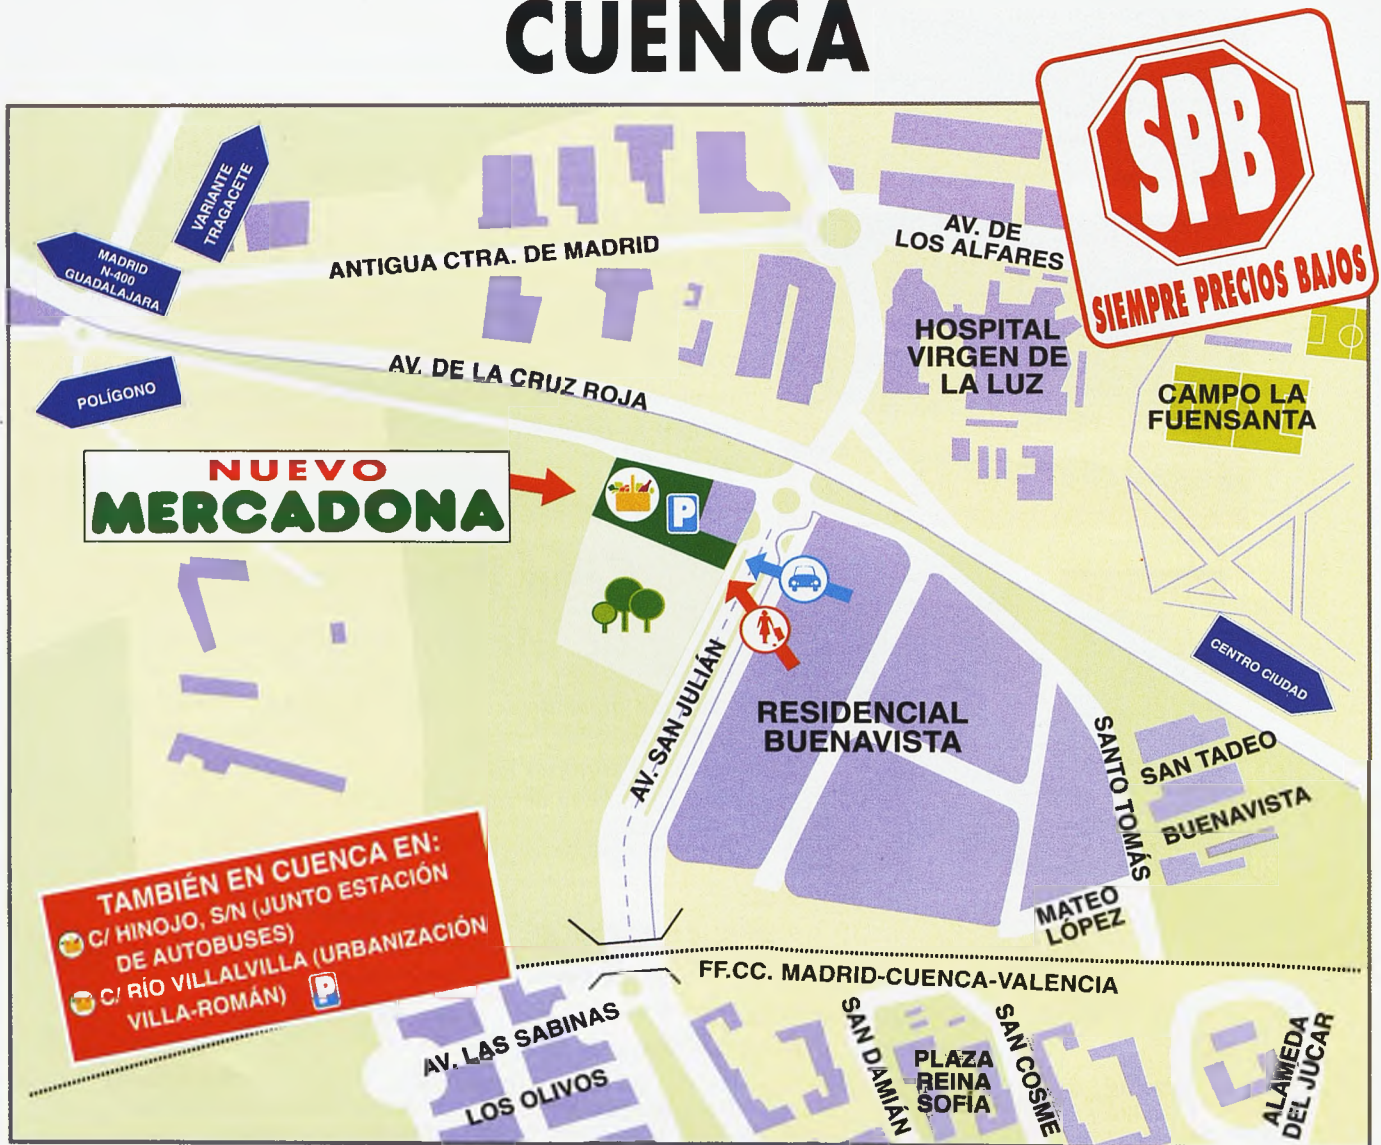 CUENCA
SPB
SIEMPRE PRECIOS BAJOS
VARIANTE
TRAGACETE
MADRID
N-400
GUADALAJARA
ANTIGUA CTRA. DE MADRID
AV. DE
LOS ALFARES
HOSPITAL
VIRGEN DE
LA LUZ
CAMPO LA
FUENSANTA
POLÍGONO
AV. DE LA CRUZ ROJA
NUEVO
MERCADONA
P
CENTRO CIUDAD
AV. SAN JULIÁN
RESIDENCIAL
BUENAVISTA
SANTO TOMÁS
SAN TADEO
BUENAVISTA
MATEO
LÓPEZ
TAMBIÉN EN CUENCA EN:
C/ HINOJO, S/N (JUNTO ESTACIÓN
DE AUTOBUSES)
C/ RÍO VILLALVILLA (URBANIZACIÓN
VILLA-ROMÁN) P
FF.CC. MADRID-CUENCA-VALENCIA
AV. LAS SABINAS
LOS OLIVOS
SAN DAMIÁN
PLAZA
REINA
SOFIA
SAN COSME
ALAMEDA
DEL JUCAR